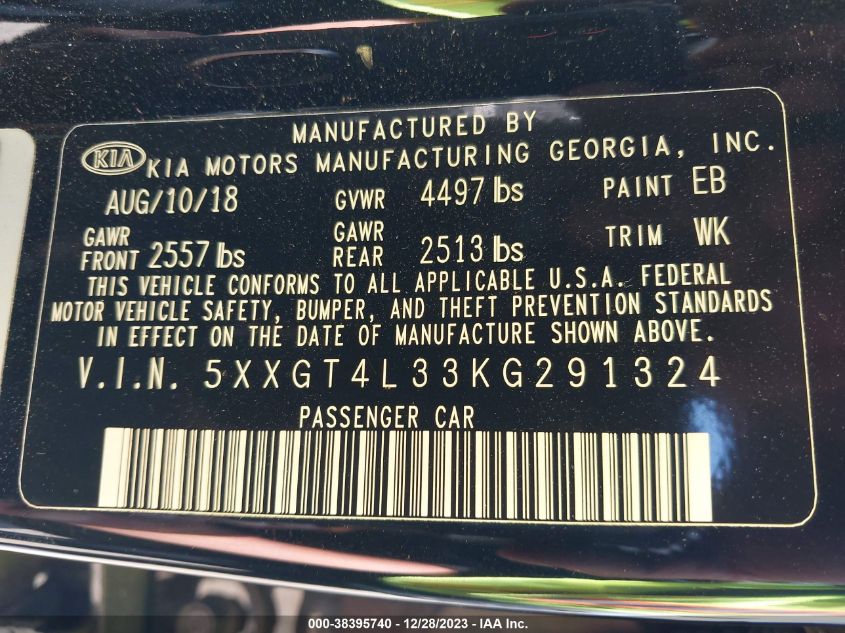 MANUFACTURED BY
KIA KIA MOTORS MANUFACTURING GEORGIA, INC.
AUG/10/18 GVWR 4497 lbs PAINT EB
GAWR FRONT 2557 lbs GAWR REAR 2513 lbs TRIM WK
THIS VEHICLE CONFORMS TO ALL APPLICABLE U.S.A. FEDERAL
MOTOR VEHICLE SAFETY, BUMPER, AND THEFT PREVENTION STANDARDS
IN EFFECT ON THE DATE OF MANUFACTURE SHOWN ABOVE.
V.I.N. 5XXGT4L33KG291324
PASSENGER CAR
000-38395740 - 12/28/2023 - IAA Inc.